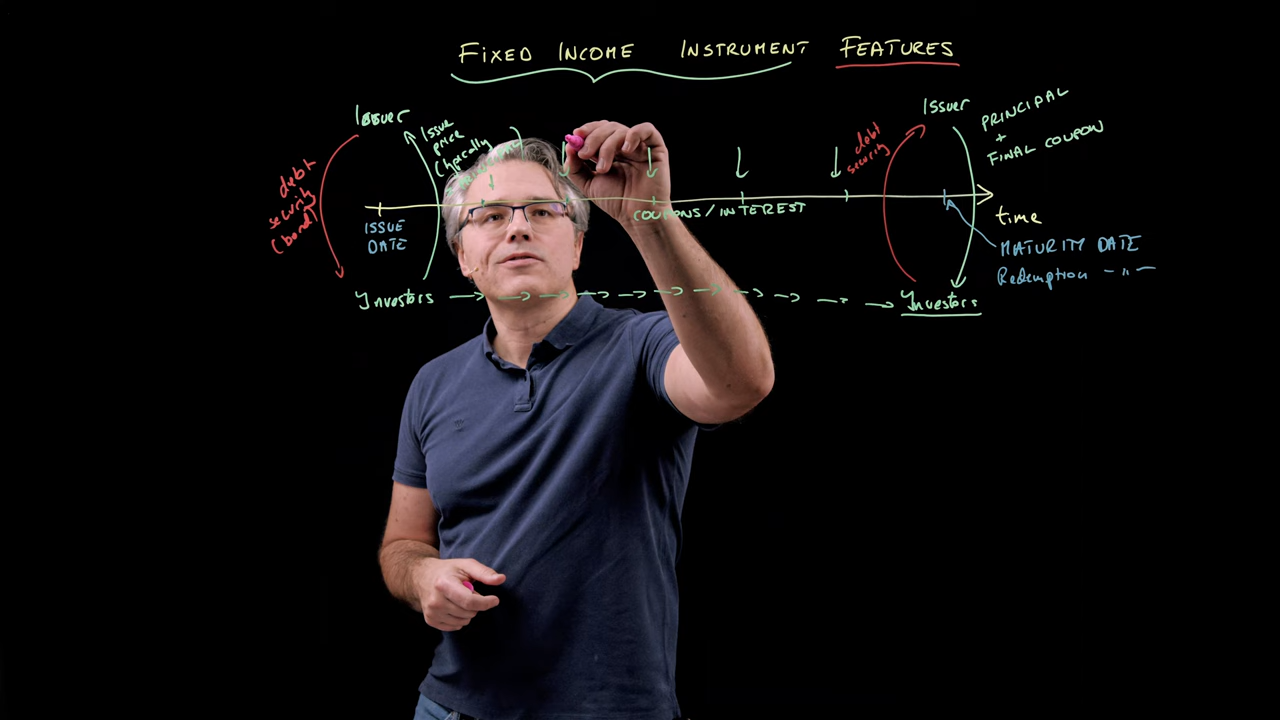 FIXED INCOME INSTRUMENT FEATURES
Issuer
Issue
price
(typically
debt
security
(bond)
ISSUE
DATE
Investors
COUPONS/INTEREST
debt
security
Issuer
PRINCIPAL
+
FINAL COUPON
time
MATURITY DATE
Redemption —"—
Investors